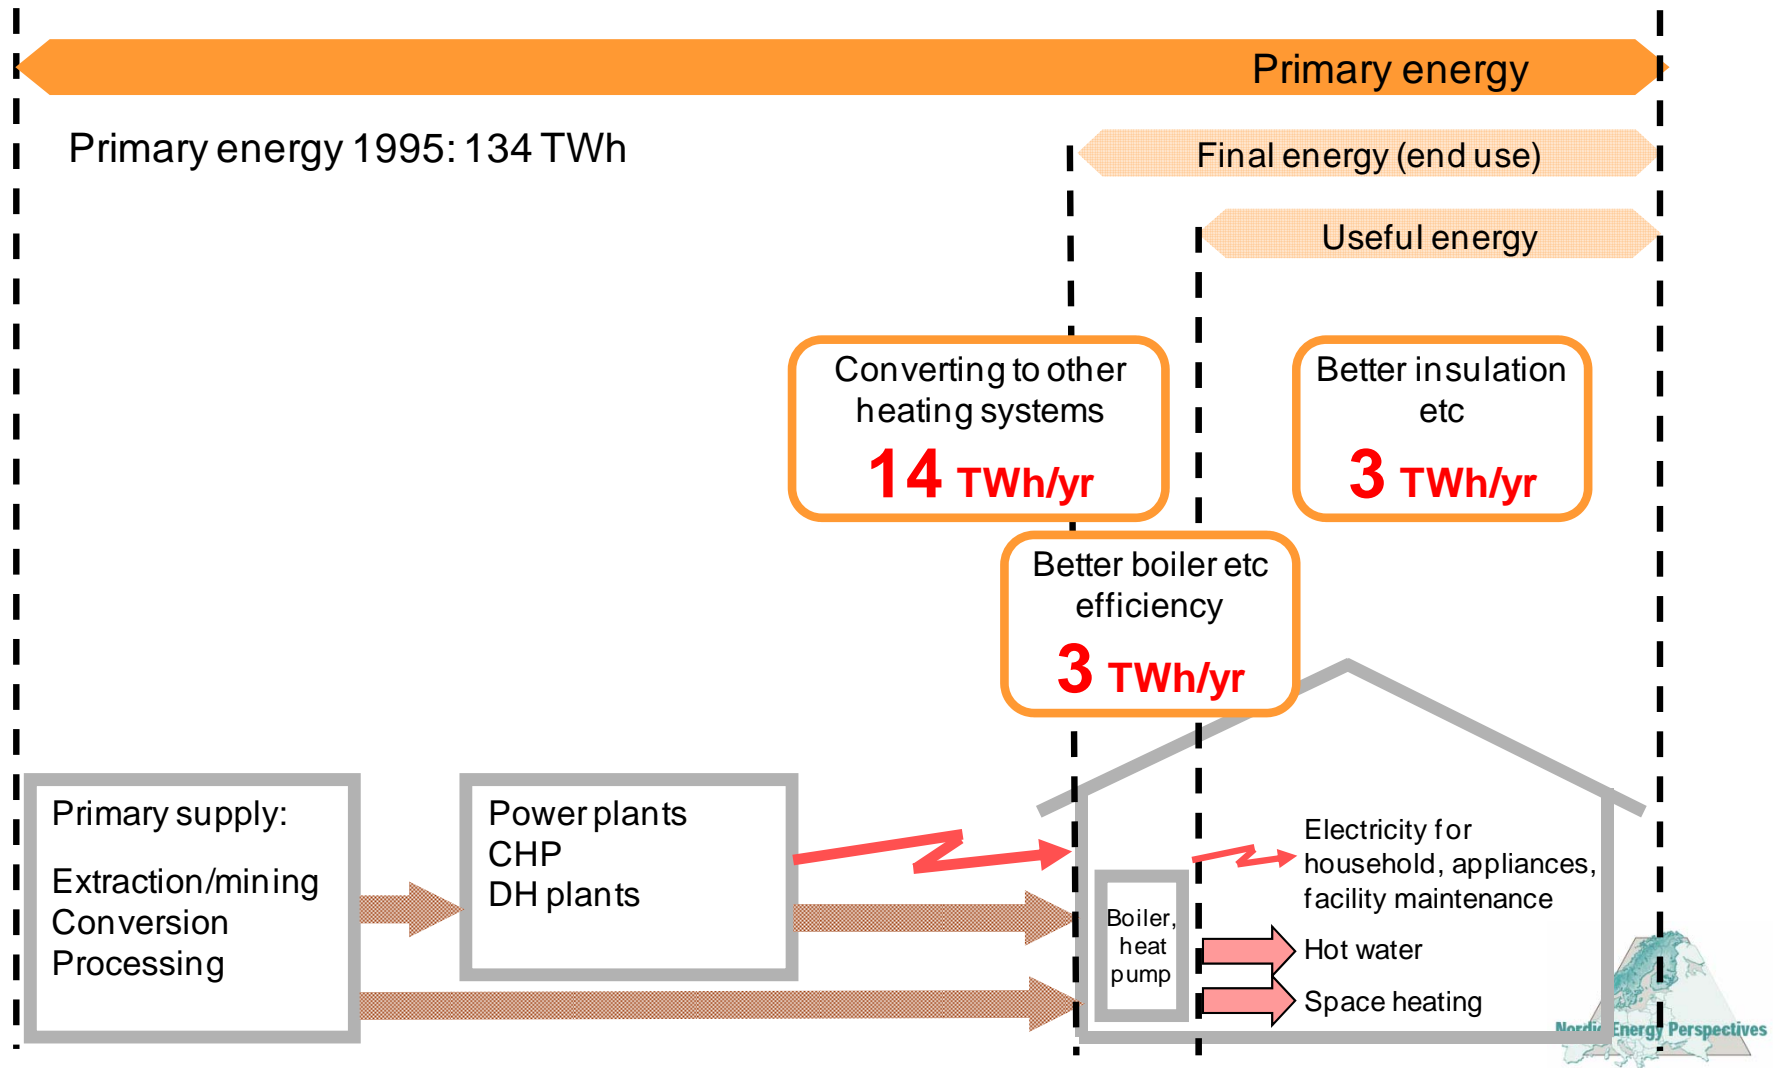 Primary energy
Primary energy 1995: 134 TWh
Final energy (end use)
Useful energy
Converting to other
heating systems
14 TWh/yr
Better insulation
etc
3 TWh/yr
Better boiler etc
efficiency
3 TWh/yr
Primary supply:
Extraction/mining
Conversion
Processing
Power plants
CHP
DH plants
Boiler,
heat
pump
Electricity for
household, appliances,
facility maintenance
Hot water
Space heating
Nordic Energy Perspectives